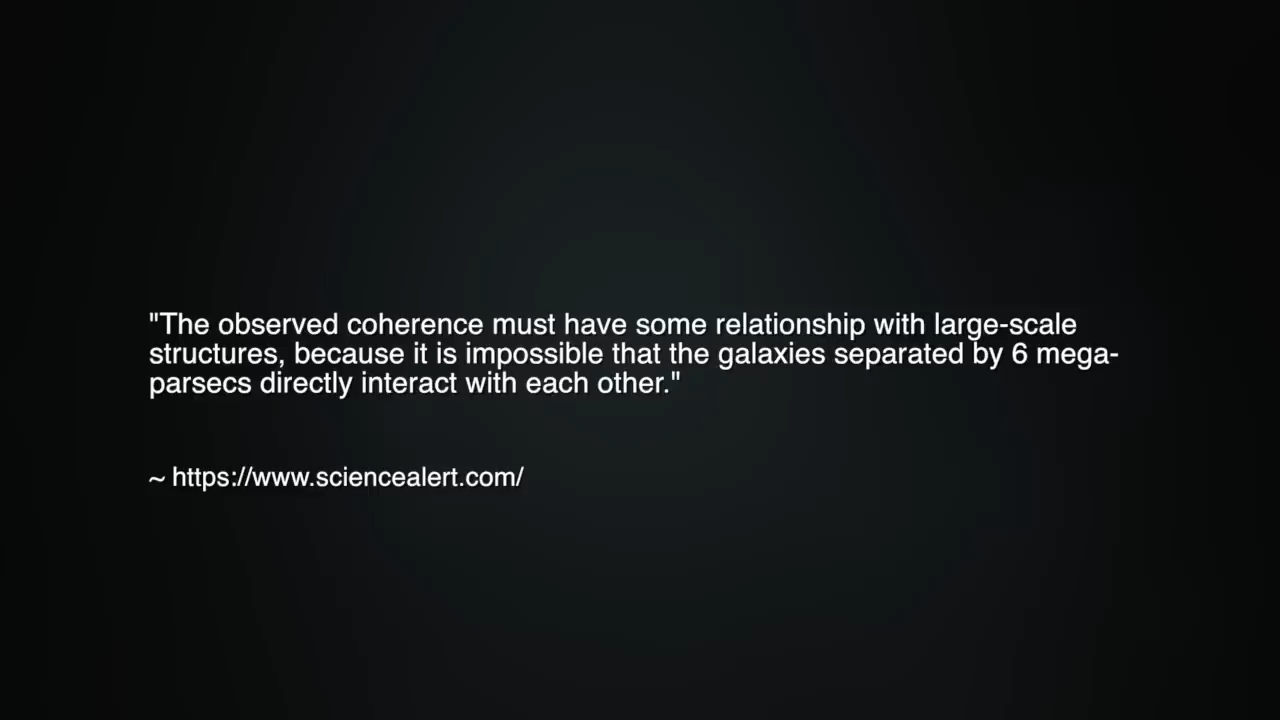 "The observed coherence must have some relationship with large-scale
structures, because it is impossible that the galaxies separated by 6 mega-
parsecs directly interact with each other."
~ https://www.sciencealert.com/